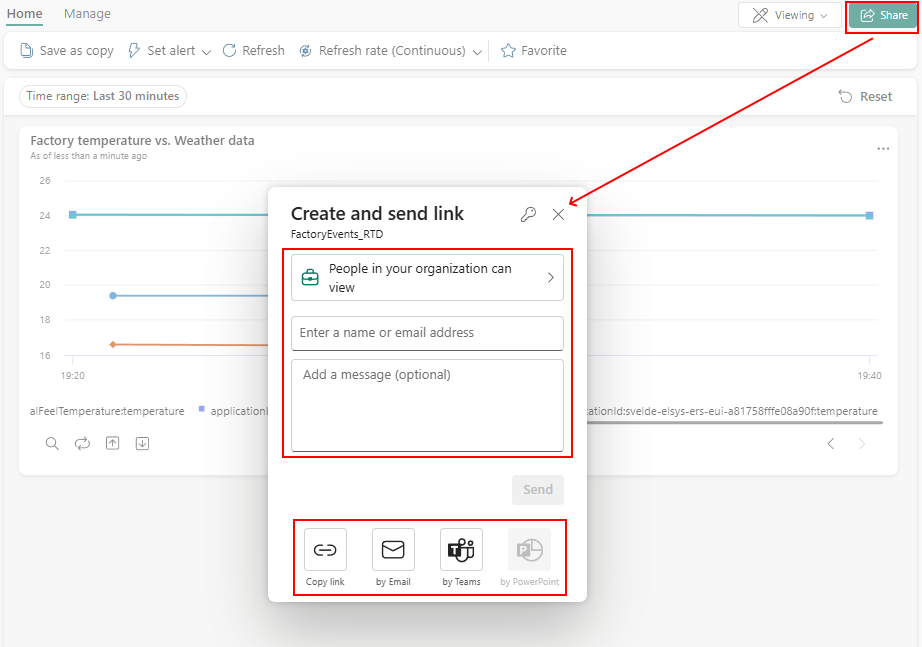 Home Manage Viewing Share
Save as copy Set alert Refresh Refresh rate (Continuous) Favorite
Time range: Last 30 minutes Reset
Factory temperature vs. Weather data
As of less than a minute ago
26
24
22
20
18
16
19:20 19:40
alFeelTemperature:temperature
:svelde-elsys-ers-eui-a81758fffe08a90f:temperature
Create and send link
FactoryEvents_RTD
People in your organization can
view
Enter a name or email address
Add a message (optional)
Send
Copy link by Email by Teams by PowerPoint